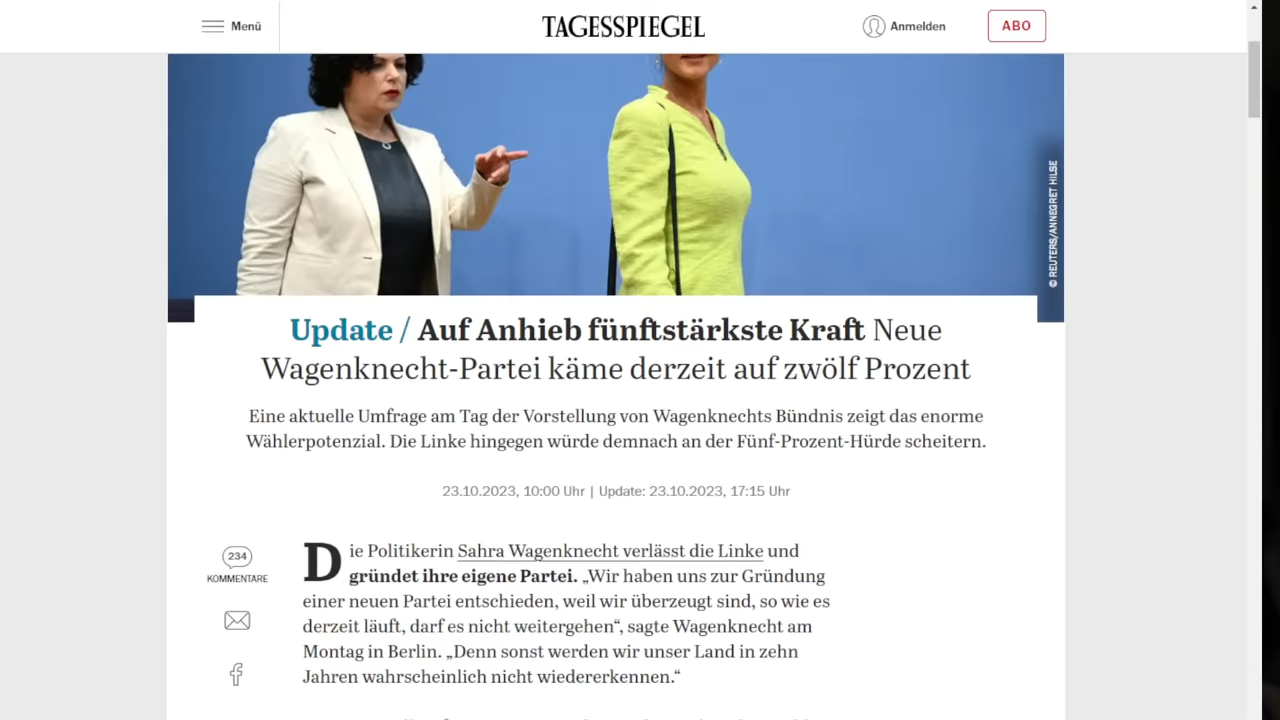 Menü
TAGESSPIEGEL
Anmelden
ABO
© REUTERS/ANNEGRET HILSE
Update / Auf Anhieb fünftstärkste Kraft Neue
Wagenknecht-Partei käme derzeit auf zwölf Prozent
Eine aktuelle Umfrage am Tag der Vorstellung von Wagenknechts Bündnis zeigt das enorme
Wählerpotenzial. Die Linke hingegen würde demnach an der Fünf-Prozent-Hürde scheitern.
23.10.2023, 10:00 Uhr | Update: 23.10.2023, 17:15 Uhr
234
KOMMENTARE
Die Politikerin Sahra Wagenknecht verlässt die Linke und
gründet ihre eigene Partei. „Wir haben uns zur Gründung
einer neuen Partei entschieden, weil wir überzeugt sind, so wie es
derzeit läuft, darf es nicht weitergehen“, sagte Wagenknecht am
Montag in Berlin. „Denn sonst werden wir unser Land in zehn
Jahren wahrscheinlich nicht wiedererkennen.“